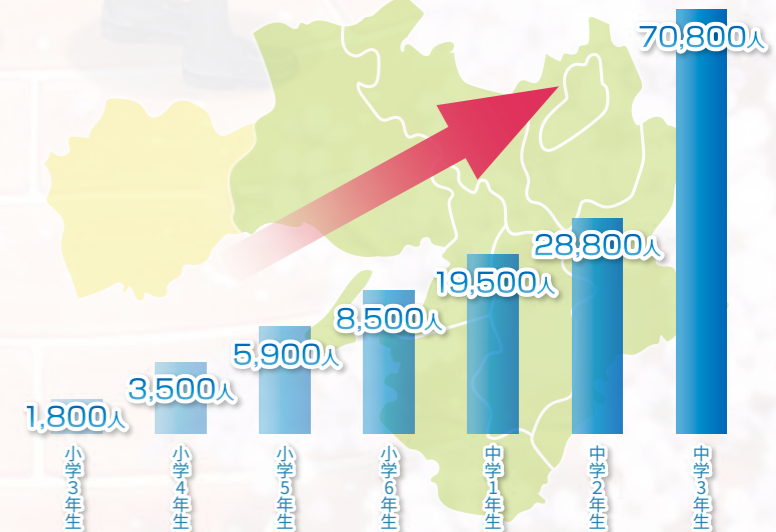 70,800人
28,800人
19,500人
8,500人
5,900人
3,500人
1,800人
小学3年生
小学4年生
小学5年生
小学6年生
中学1年生
中学2年生
中学3年生